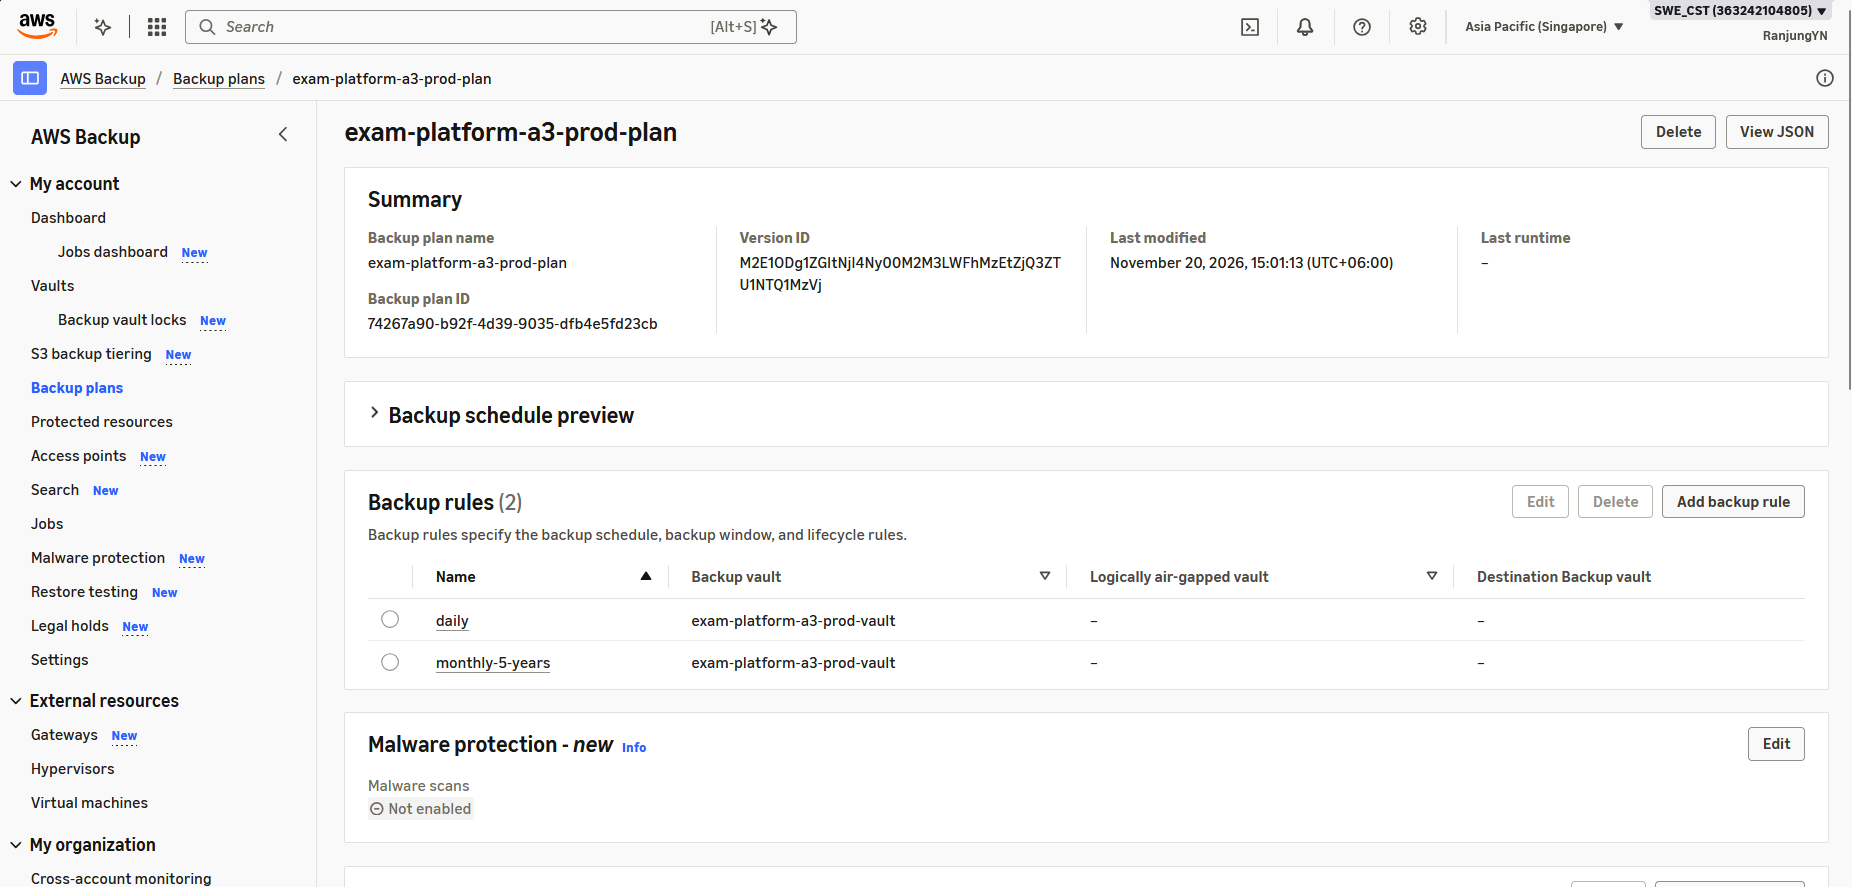 aws
Search
[Alt+S]
Asia Pacific (Singapore)
SWE_CST (363242104805)
RanjungYN
AWS Backup / Backup plans / exam-platform-a3-prod-plan
AWS Backup
My account
Dashboard
Jobs dashboard New
Vaults
Backup vault locks New
S3 backup tiering New
Backup plans
Protected resources
Access points New
Search New
Jobs
Malware protection New
Restore testing New
Legal holds New
Settings
External resources
Gateways New
Hypervisors
Virtual machines
My organization
Cross-account monitoring
exam-platform-a3-prod-plan
Delete
View JSON
Summary
Backup plan name
exam-platform-a3-prod-plan
Backup plan ID
74267a90-b92f-4d39-9035-dfb4e5fd23cb
Version ID
M2E1ODg1ZGItNjI4Ny00M2M3LWFhMzEtZjQ3ZT
U1NTQ1MzVj
Last modified
November 20, 2026, 15:01:13 (UTC+06:00)
Last runtime
–
Backup schedule preview
Backup rules (2)
Edit
Delete
Add backup rule
Backup rules specify the backup schedule, backup window, and lifecycle rules.
Name Backup vault Logically air-gapped vault Destination Backup vault
daily exam-platform-a3-prod-vault – –
monthly-5-years exam-platform-a3-prod-vault – –
Malware protection - new Info
Edit
Malware scans
Not enabled